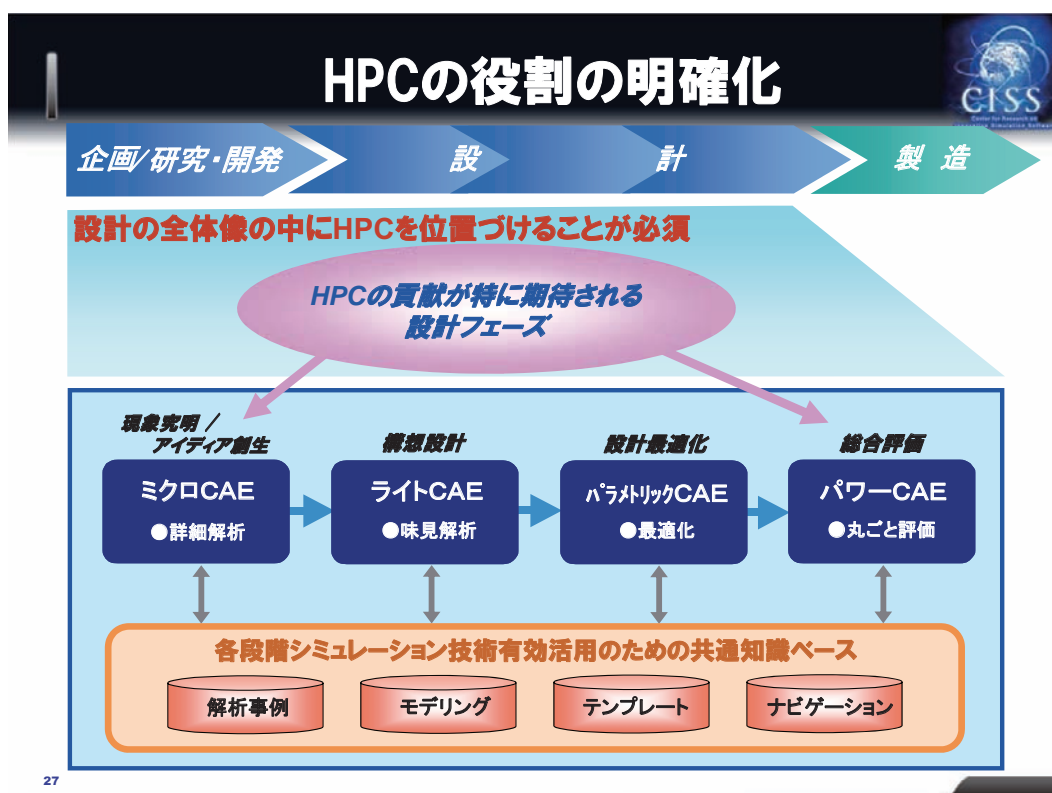 HPCの役割の明確化
CISS
Center for Research on
Innovative Simulation Software
企画/研究・開発
設 計
製 造
設計の全体像の中にHPCを位置づけることが必須
HPCの貢献が特に期待される
設計フェーズ
現象究明 /
アイディア創生
構想設計
設計最適化
総合評価
ミクロCAE
●詳細解析
ライトCAE
●味見解析
パラメトリックCAE
●最適化
パワーCAE
●丸ごと評価
各段階シミュレーション技術有効活用のための共通知識ベース
解析事例
モデリング
テンプレート
ナビゲーション
27